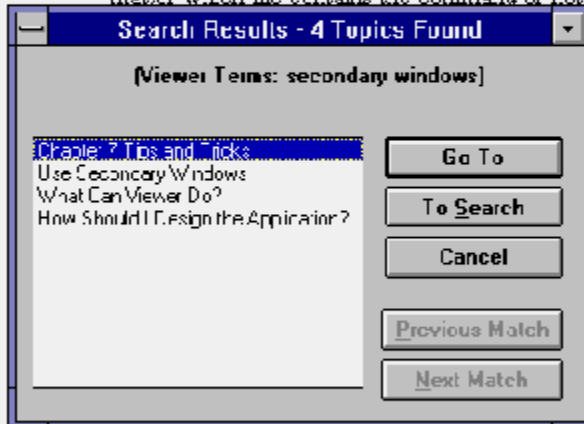 Search Results - 4 Topics Found
[Viewer Terms: secondary windows]
Chapter 7 Tips and Tricks
Use Secondary Windows
What Can Viewer Do?
How Should I Design the Application?
Go To
To Search
Cancel
Previous Match
Next Match